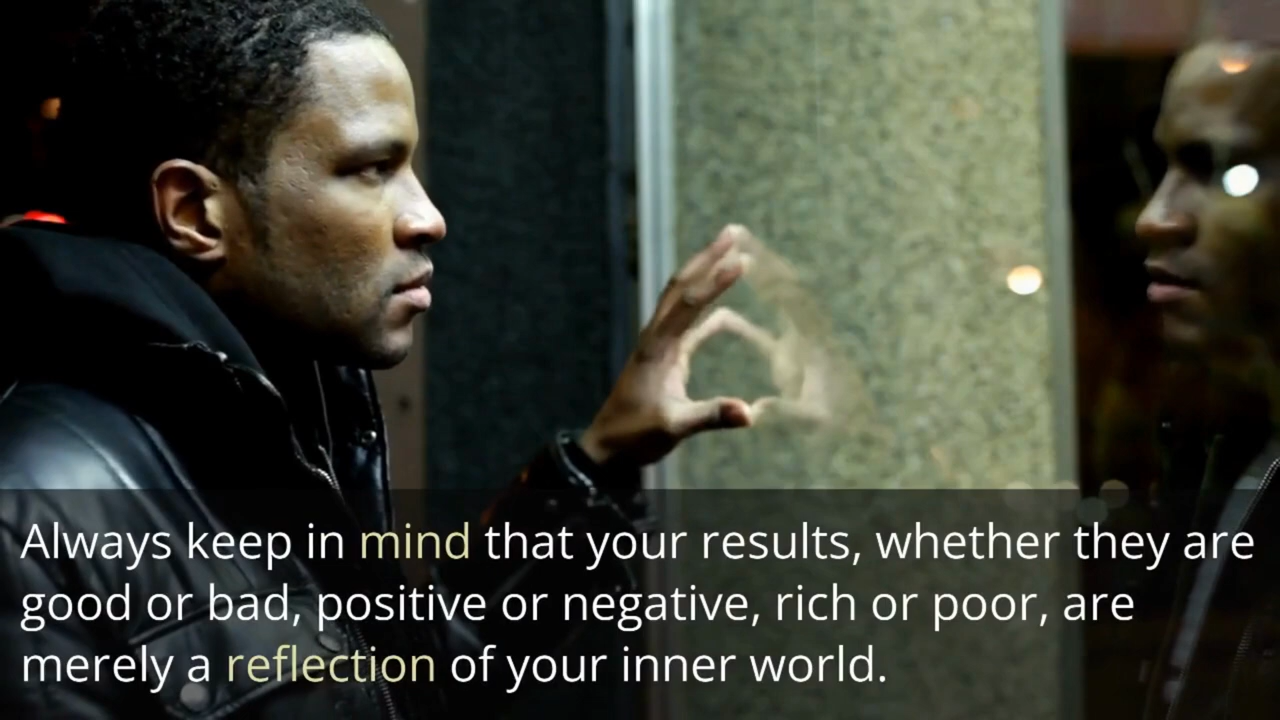 Always keep in mind that your results, whether they are
good or bad, positive or negative, rich or poor, are
merely a reflection of your inner world.